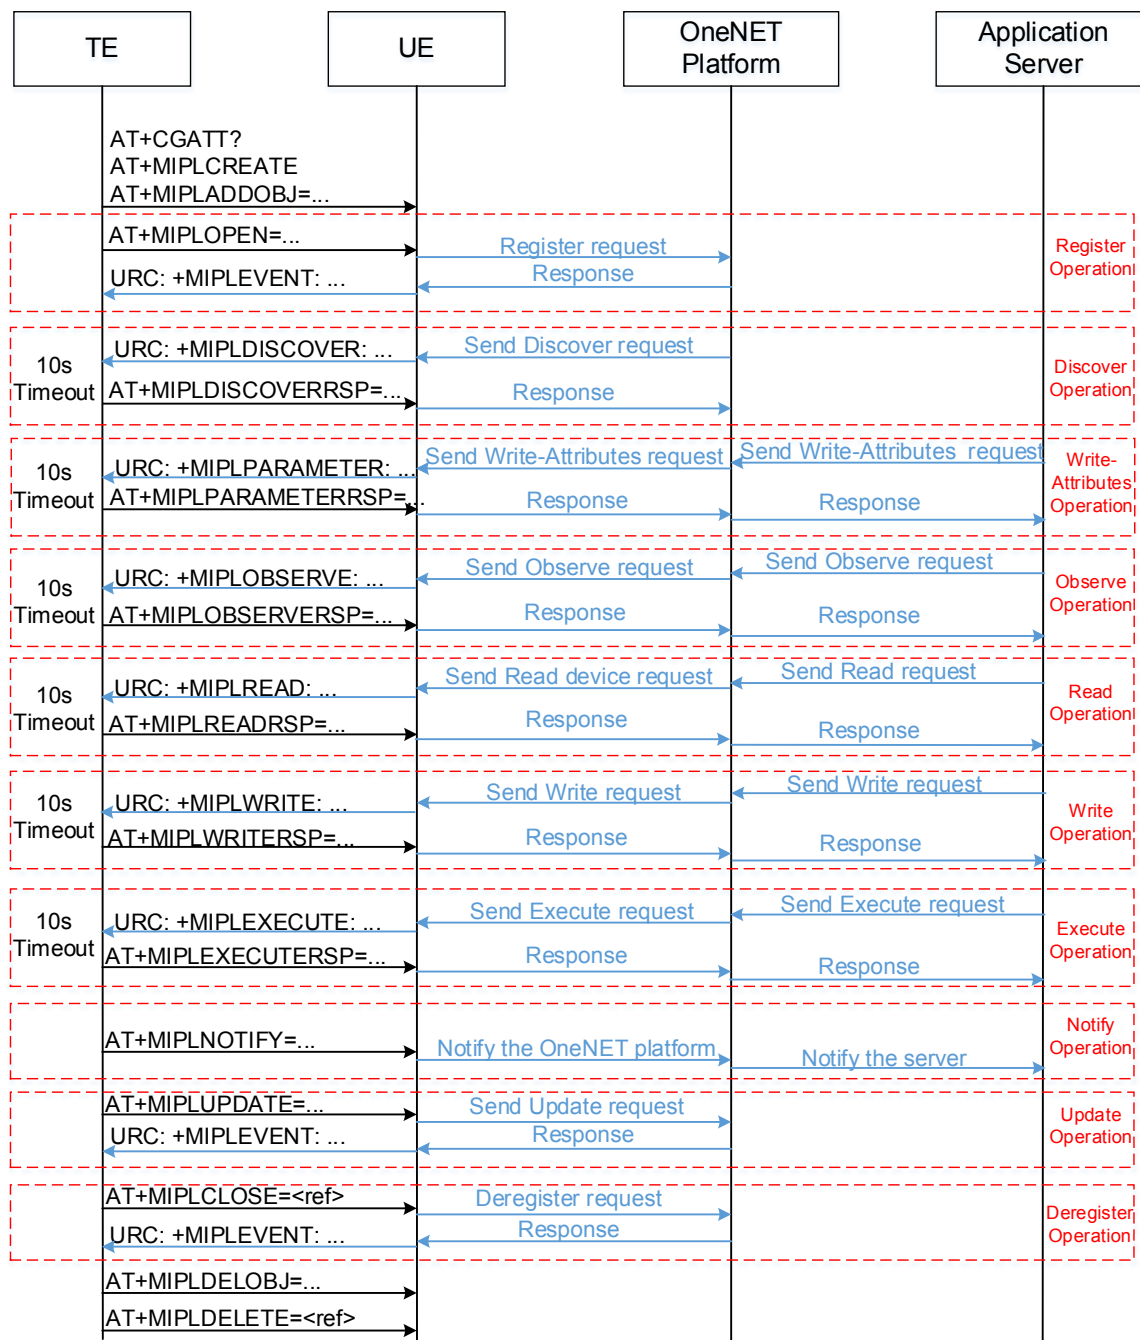 TE
UE
OneNET
Platform
Application
Server
AT+CGATT?
AT+MIPLCREATE
AT+MIPLADDOBJ=...
AT+MIPLOPEN=...
Register request
Register
Operation
URC: +MIPLEVENT: ...
Response
10s
Timeout
URC: +MIPLDISCOVER: ...
Send Discover request
Discover
Operation
AT+MIPLDISCOVERRSP=...
Response
10s
Timeout
URC: +MIPLPARAMETER: ...
Send Write-Attributes request
Send Write-Attributes  request
Write-
Attributes
Operation
AT+MIPLPARAMETERRSP=...
Response
Response
10s
Timeout
URC: +MIPLOBSERVE: ...
Send Observe request
Send Observe request
Observe
Operation
AT+MIPLOBSERVERSP=...
Response
Response
10s
Timeout
URC: +MIPLREAD: ...
Send Read device request
Send Read request
Read
Operation
AT+MIPLREADRSP=...
Response
Response
10s
Timeout
URC: +MIPLWRITE: ...
Send Write request
Send Write request
Write
Operation
AT+MIPLWRITERSP=...
Response
Response
10s
Timeout
URC: +MIPLEXECUTE: ...
Send Execute request
Send Execute request
Execute
Operation
AT+MIPLEXECUTERSP=...
Response
Response
AT+MIPLNOTIFY=...
Notify the OneNET platform
Notify the server
Notify
Operation
AT+MIPLUPDATE=...
Send Update request
Update
Operation
URC: +MIPLEVENT: ...
Response
AT+MIPLCLOSE=<ref>
Deregister request
Deregister
Operation
URC: +MIPLEVENT: ...
Response
AT+MIPLDELOBJ=...
AT+MIPLDELETE=<ref>